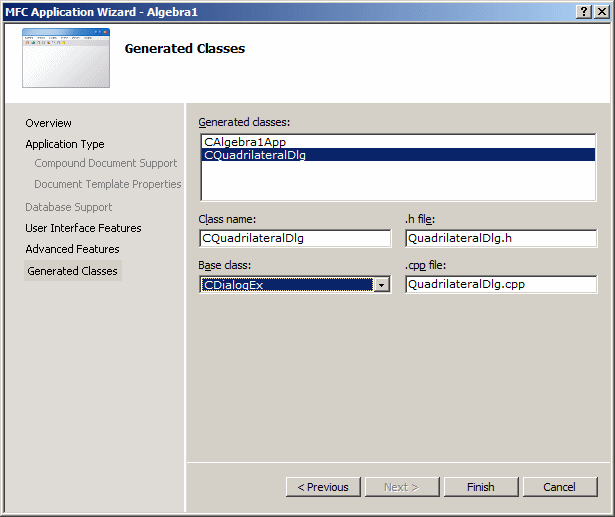 MFC Application Wizard - Algebra1
Generated Classes
Overview
Application Type
Compound Document Support
Document Template Properties
Database Support
User Interface Features
Advanced Features
Generated Classes
Generated classes:
CAlgebra1App
CQuadrilateralDlg
Class name:
.h file:
CQuadrilateralDlg
QuadrilateralDlg.h
Base class:
.cpp file:
CDialogEx
QuadrilateralDlg.cpp
< Previous
Next >
Finish
Cancel